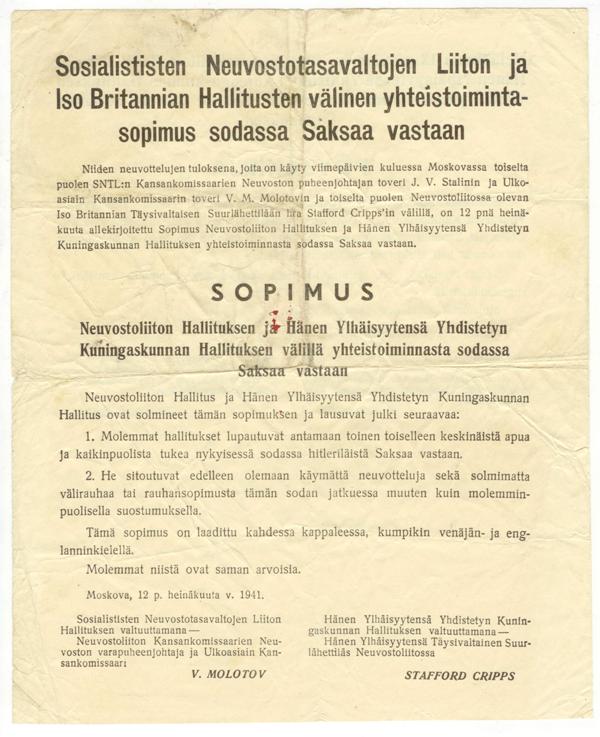 Sosialististen Neuvostotasavaltojen Liiton ja
Iso Britannian Hallitusten välinen yhteistoiminta-
sopimus sodassa Saksaa vastaan
Niiden neuvottelujen tuloksena, joita on käyty viimepäivien kuluessa Moskovassa toiselta
puolen SNTL:n Kansankomissaarien Neuvoston puheenjohtajan toveri J. V. Stalinin ja Ulko-
asiain Kansankomissaarin toveri V. M. Molotovin ja toiselta puolen Neuvostoliitossa olevan
Iso Britannian Täysivaltaisen Suurlähettilään hra Stafford Cripps'in välillä, on 12 pnä heinä-
kuuta allekirjoitettu Sopimus Neuvostoliiton Hallituksen ja Hänen Ylhäisyytensä Yhdistetyn
Kuningaskunnan Hallituksen yhteistoiminnasta sodassa Saksaa vastaan.
SOPIMUS
Neuvostoliiton Hallituksen ja Hänen Ylhäisyytensä Yhdistetyn
Kuningaskunnan Hallituksen välillä yhteistoiminnasta sodassa
Saksaa vastaan
Neuvostoliiton Hallitus ja Hänen Ylhäisyytensä Yhdistetyn Kuningaskunnan
Hallitus ovat solmineet tämän sopimuksen ja lausuvat julki seuraavaa:
1. Molemmat hallitukset lupautuvat antamaan toinen toiselleen keskinäistä apua
ja kaikinpuolista tukea nykyisessä sodassa hitleriläistä Saksaa vastaan.
2. He sitoutuvat edelleen olemaan käymättä neuvotteluja sekä solmimatta
välirauhaa tai rauhansopimusta tämän sodan jatkuessa muuten kuin molemmin-
puolisella suostumuksella.
Tämä sopimus on laadittu kahdessa kappaleessa, kumpikin venäjän- ja eng-
lanninkielellä.
Molemmat niistä ovat saman arvoisia.
Moskova, 12 p. heinäkuuta v. 1941.
Sosialististen Neuvostotasavaltojen Liiton
Hallituksen valtuuttamana—
Neuvostoliiton Kansankomissaarien Neu-
voston varapuheenjohtaja ja Ulkoasiain Kan-
sankomissaari
V. MOLOTOV
Hänen Ylhäisyytensä Yhdistetyn Kunin-
gaskunnan Hallituksen valtuuttamana—
Hänen Ylhäisyytensä Täysivaltainen Suur-
lähettiläs Neuvostoliitossa
STAFFORD CRIPPS